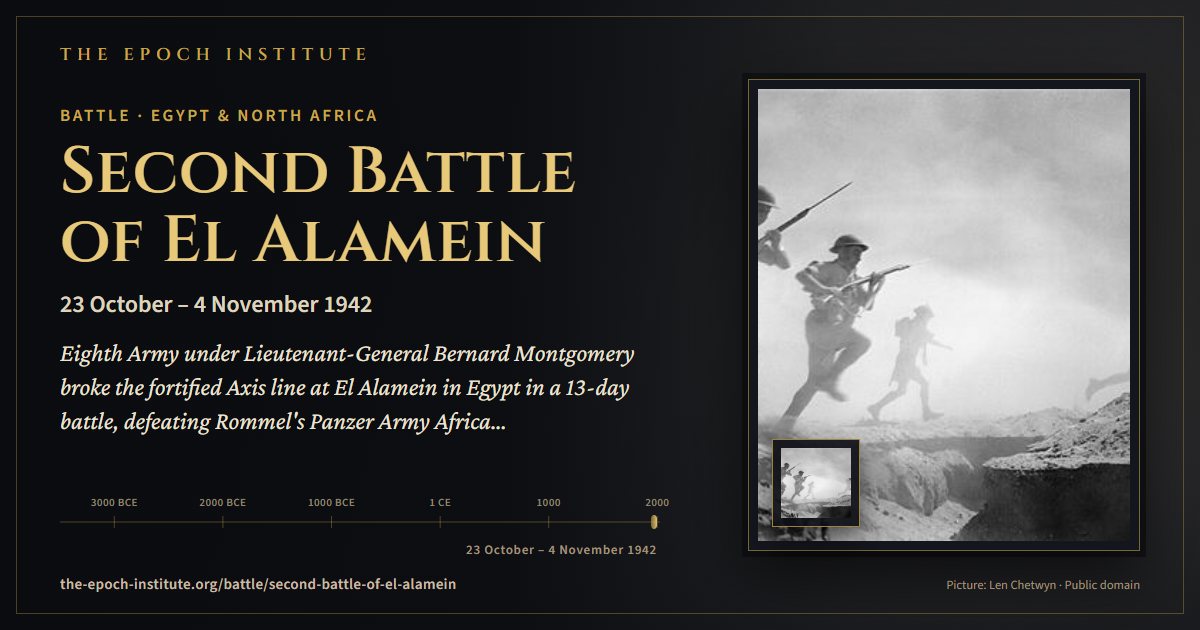 THE EPOCH INSTITUTE
BATTLE · EGYPT & NORTH AFRICA
SECOND BATTLE
OF EL ALAMEIN
23 October – 4 November 1942
Eighth Army under Lieutenant-General Bernard Montgomery
broke the fortified Axis line at El Alamein in Egypt in a 13-day
battle, defeating Rommel's Panzer Army Africa...
3000 BCE 2000 BCE 1000 BCE 1 CE 1000 2000
23 October – 4 November 1942
the-epoch-institute.org/battle/second-battle-of-el-alamein
Picture: Len Chetwyn · Public domain